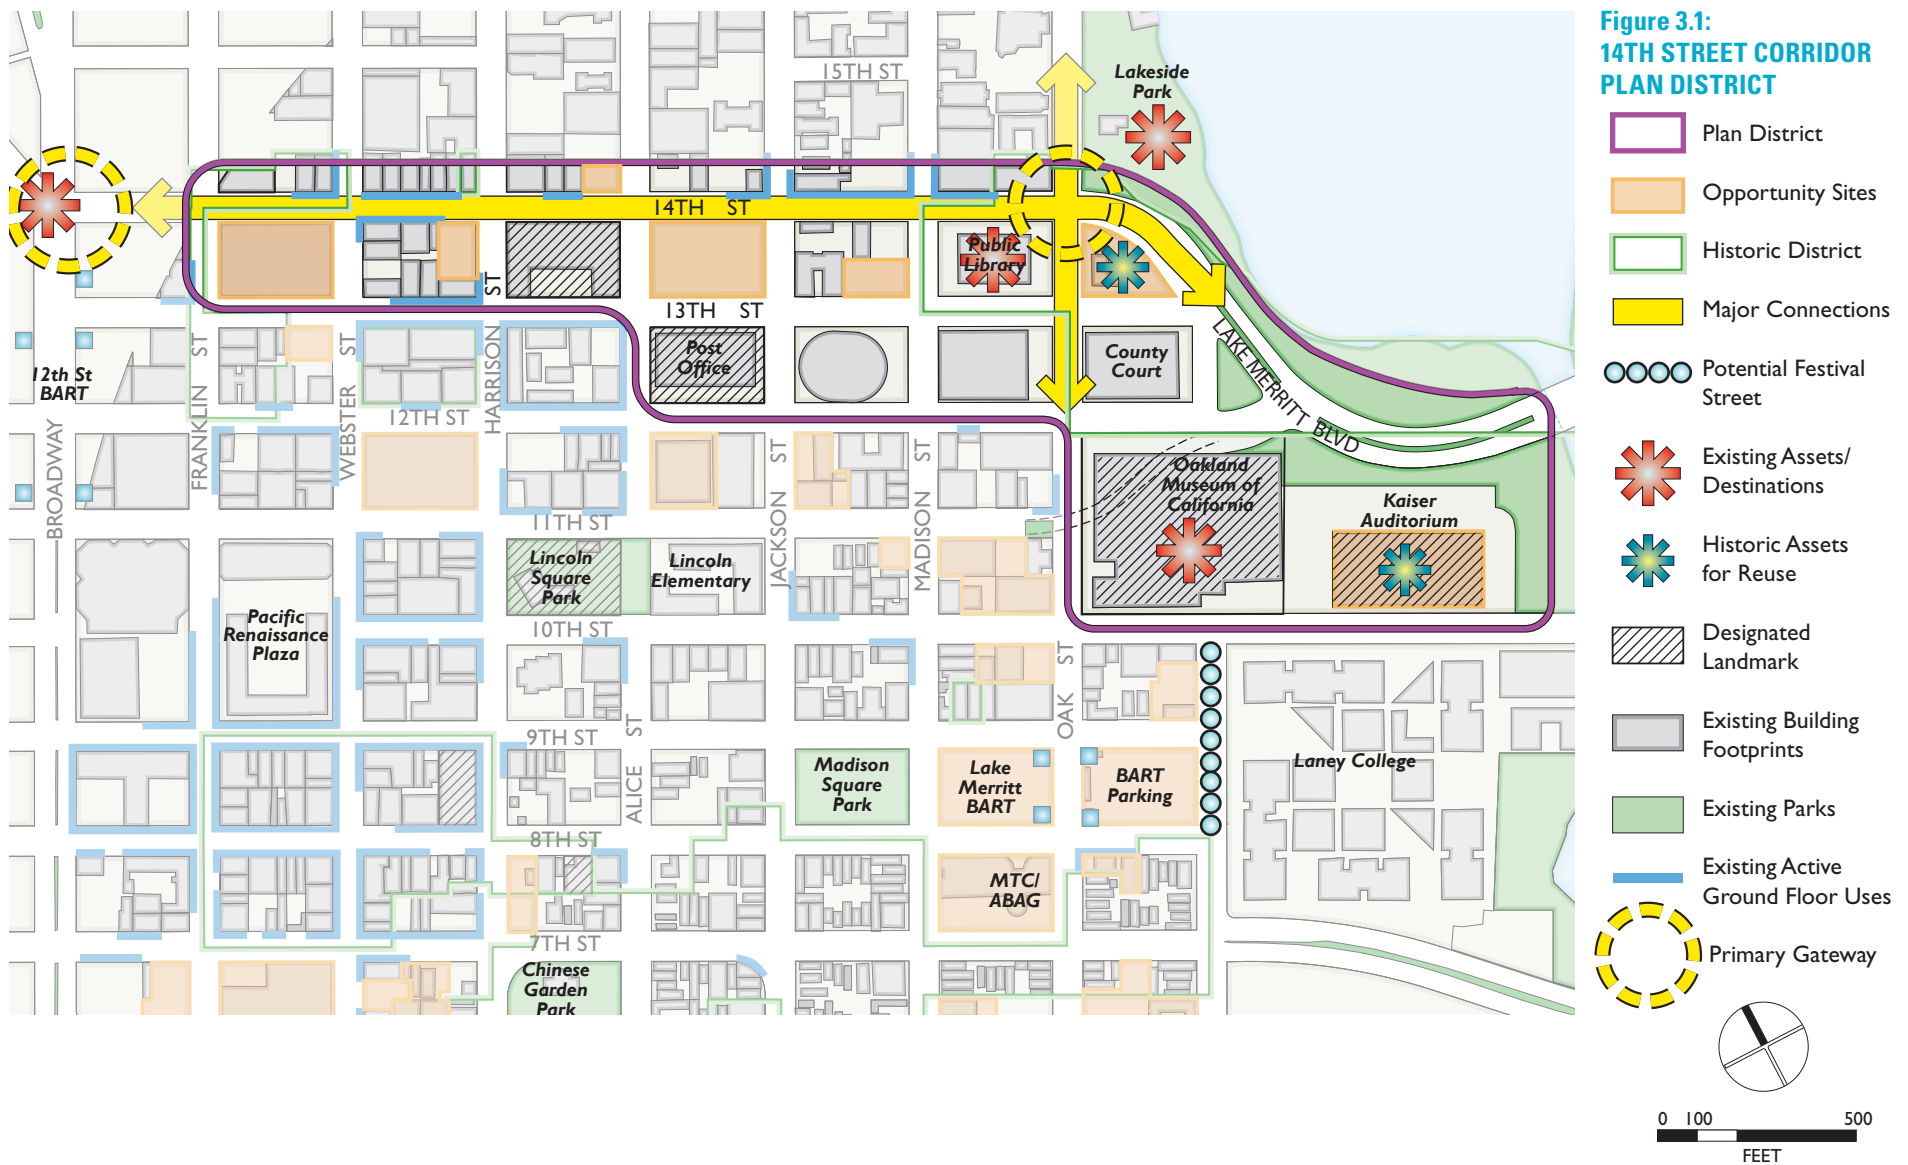 Figure 3.1:
14TH STREET CORRIDOR
PLAN DISTRICT
Plan District
Opportunity Sites
Historic District
Major Connections
Potential Festival
Street
Existing Assets/
Destinations
Historic Assets
for Reuse
Designated
Landmark
Existing Building
Footprints
Existing Parks
Existing Active
Ground Floor Uses
Primary Gateway
0 100 500
FEET
15TH ST
Lakeside
Park
14TH ST
Public
Library
13TH ST
Post
Office
County
Court
12th St
BART
12TH ST
LAKE MERRITT BLVD
BROADWAY
FRANKLIN ST
WEBSTER ST
HARRISON ST
JACKSON ST
MADISON ST
OAK ST
ALICE ST
Oakland
Museum of
California
Kaiser
Auditorium
11TH ST
Lincoln
Square
Park
Lincoln
Elementary
Pacific
Renaissance
Plaza
10TH ST
9TH ST
Madison
Square
Park
Lake
Merritt
BART
BART
Parking
Laney College
8TH ST
MTC/
ABAG
7TH ST
Chinese
Garden
Park